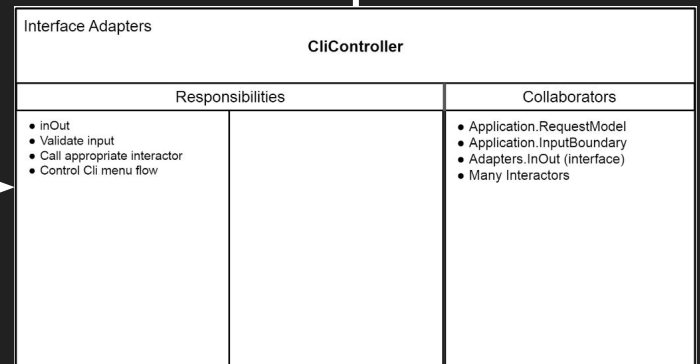 Interface Adapters
CliController
Responsibilities
Collaborators
● inOut
● Validate input
● Call appropriate interactor
● Control Cli menu flow
● Application.RequestModel
● Application.InputBoundary
● Adapters.InOut (interface)
● Many Interactors